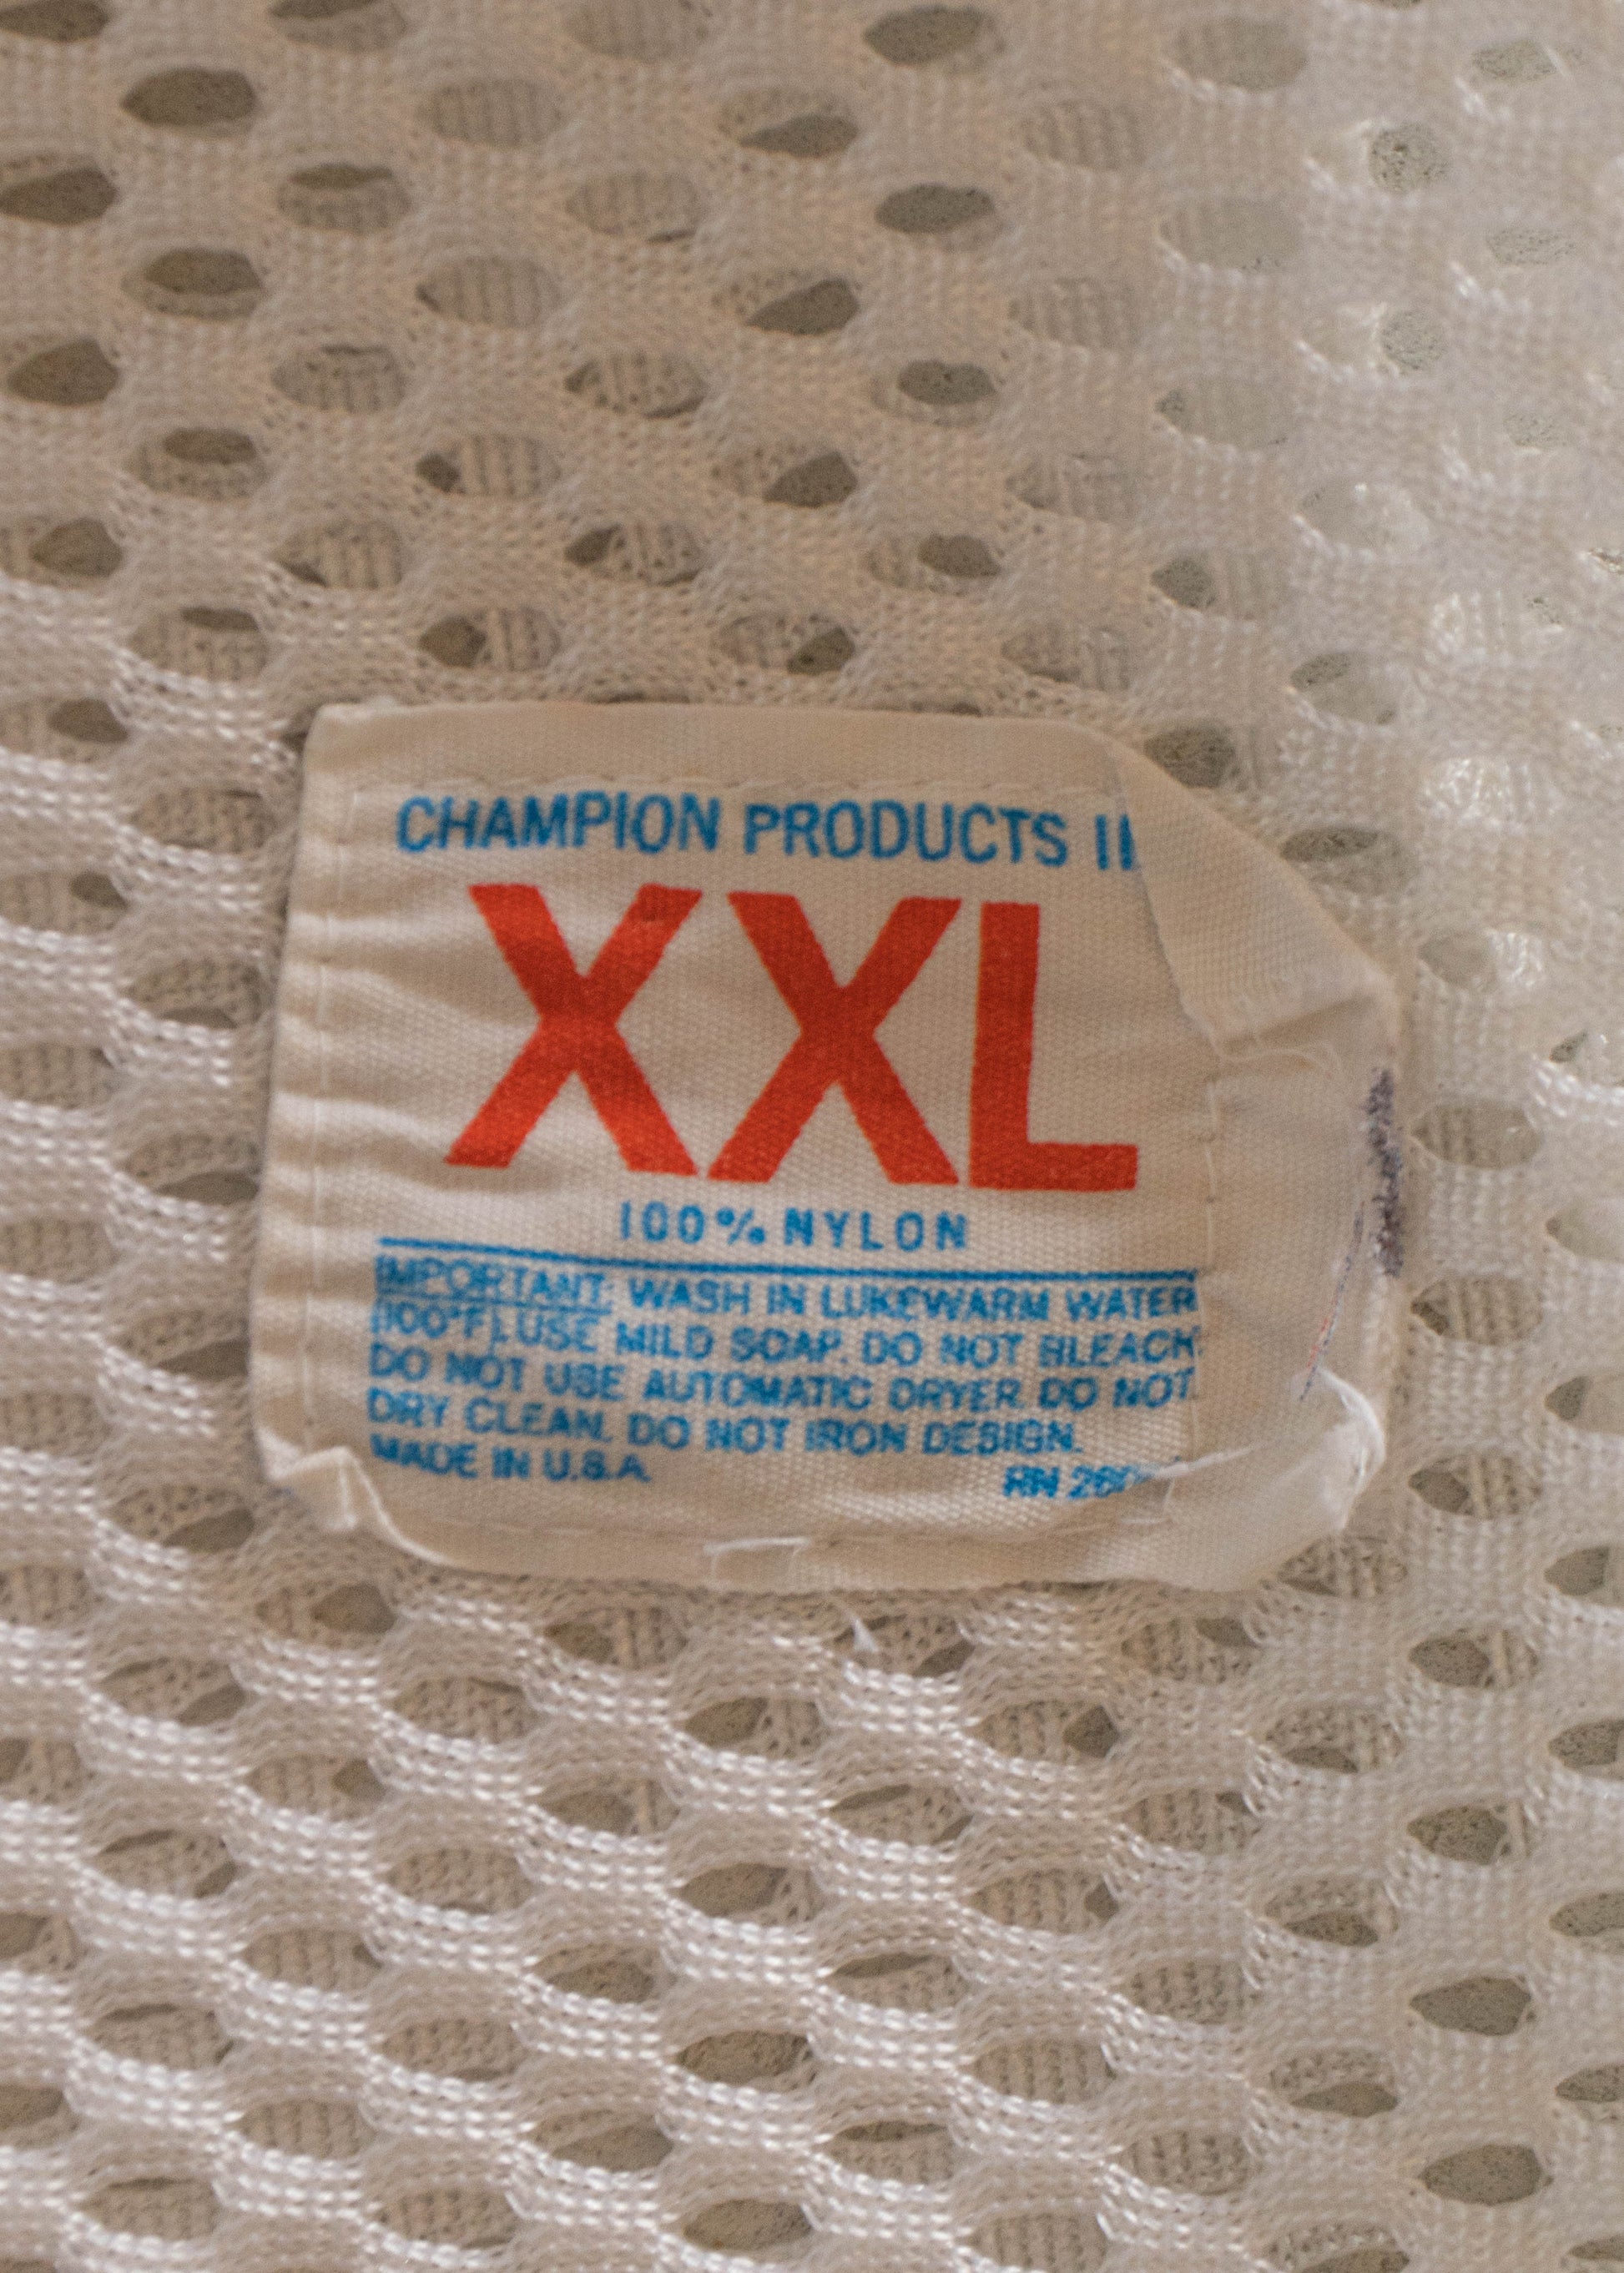 CHAMPION PRODUCTS
XXL
100% NYLON
IMPORTANT: WASH IN LUKEWARM WATER
(100°F). USE MILD SOAP. DO NOT BLEACH.
DO NOT USE AUTOMATIC DRYER. DO NOT
DRY CLEAN. DO NOT IRON DESIGN.
MADE IN U.S.A. RN